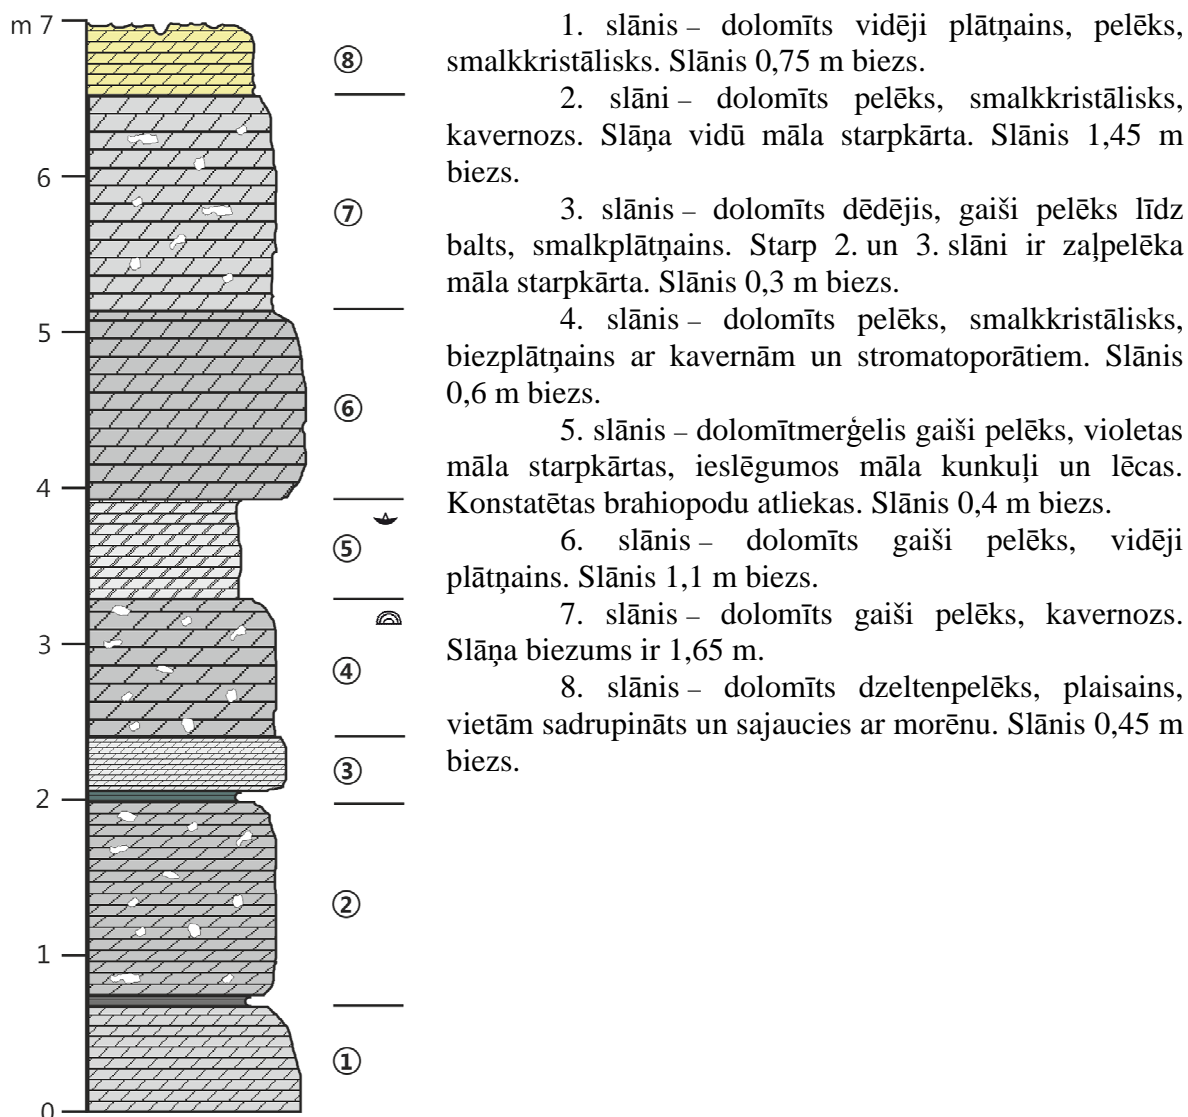 m 7
6
5
4
3
2
1
0
⑧
⑦
⑥
⑤
④
③
②
①
1. slānis – dolomīts vidēji plātņains, pelēks,
smalkkristālisks. Slānis 0,75 m biezs.
2. slāni – dolomīts pelēks, smalkkristālisks,
kavernozs. Slāņa vidū māla starpkārta. Slānis 1,45 m
biezs.
3. slānis – dolomīts dēdējis, gaiši pelēks līdz
balts, smalkplātņains. Starp 2. un 3. slāni ir zaļpelēka
māla starpkārta. Slānis 0,3 m biezs.
4. slānis – dolomīts pelēks, smalkkristālisks,
biezplātņains ar kavernām un stromatoporātiem. Slānis
0,6 m biezs.
5. slānis – dolomītmerģelis gaiši pelēks, violetas
māla starpkārtas, ieslēgumos māla kunkuļi un lēcas.
Konstatētas brahiopodu atliekas. Slānis 0,4 m biezs.
6. slānis – dolomīts gaiši pelēks, vidēji
plātņains. Slānis 1,1 m biezs.
7. slānis – dolomīts gaiši pelēks, kavernozs.
Slāņa biezums ir 1,65 m.
8. slānis – dolomīts dzeltenpelēks, plaisains,
vietām sadrupināts un sajaucies ar morēnu. Slānis 0,45 m
biezs.